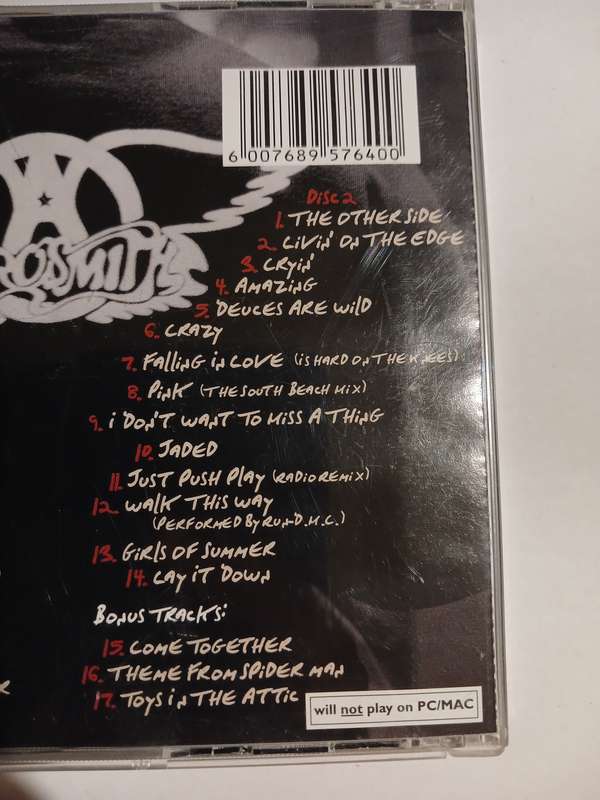 6 007689 576400
ROSMITH
Disc 2
1. THE OTHER SIDE
2. LIVIN' ON THE EDGE
3. CRYIN'
4. AMAZING
5. DEUCES ARE WILD
6. CRAZY
7. FALLING IN LOVE (IS HARD ON THE KNEES)
8. PINK (THE SOUTH BEACH MIX)
9. I DON'T WANT TO MISS A THING
10. JADED
11. JUST PUSH PLAY (RADIO REMIX)
12. WALK THIS WAY
(PERFORMED BY RUN D.M.C.)
13. GIRLS OF SUMMER
14. LAY IT DOWN
BONUS TRACKS:
15. COME TOGETHER
16. THEME FROM SPIDER MAN
17. TOYS IN THE ATTIC
will not play on PC/MAC